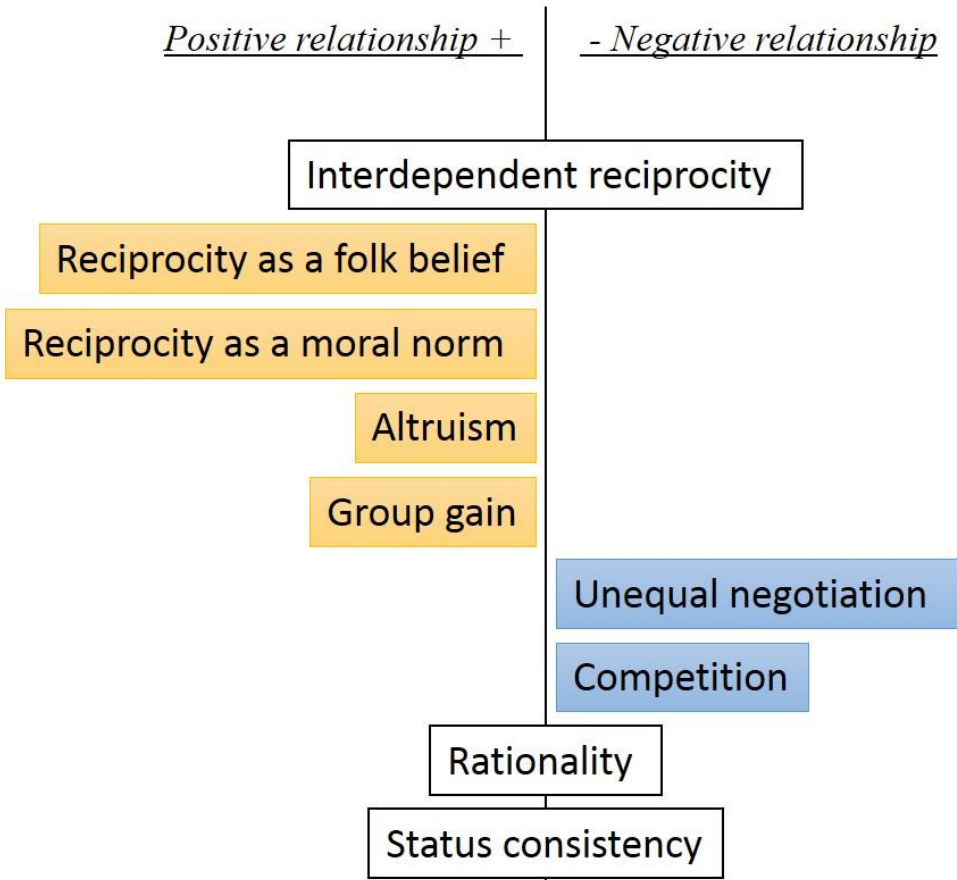 Positive relationship +
- Negative relationship
Interdependent reciprocity
Reciprocity as a folk belief
Reciprocity as a moral norm
Altruism
Group gain
Unequal negotiation
Competition
Rationality
Status consistency